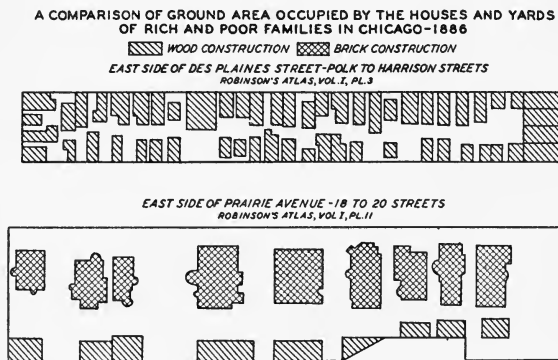 A COMPARISON OF GROUND AREA OCCUPIED BY THE HOUSES AND YARDS
OF RICH AND POOR FAMILIES IN CHICAGO-1886
WOOD CONSTRUCTION BRICK CONSTRUCTION
EAST SIDE OF DES PLAINES STREET-POLK TO HARRISON STREETS
ROBINSON'S ATLAS, VOL. I, PL. 3
EAST SIDE OF PRAIRIE AVENUE-18 TO 20 STREETS
ROBINSON'S ATLAS, VOL I, PL. 11